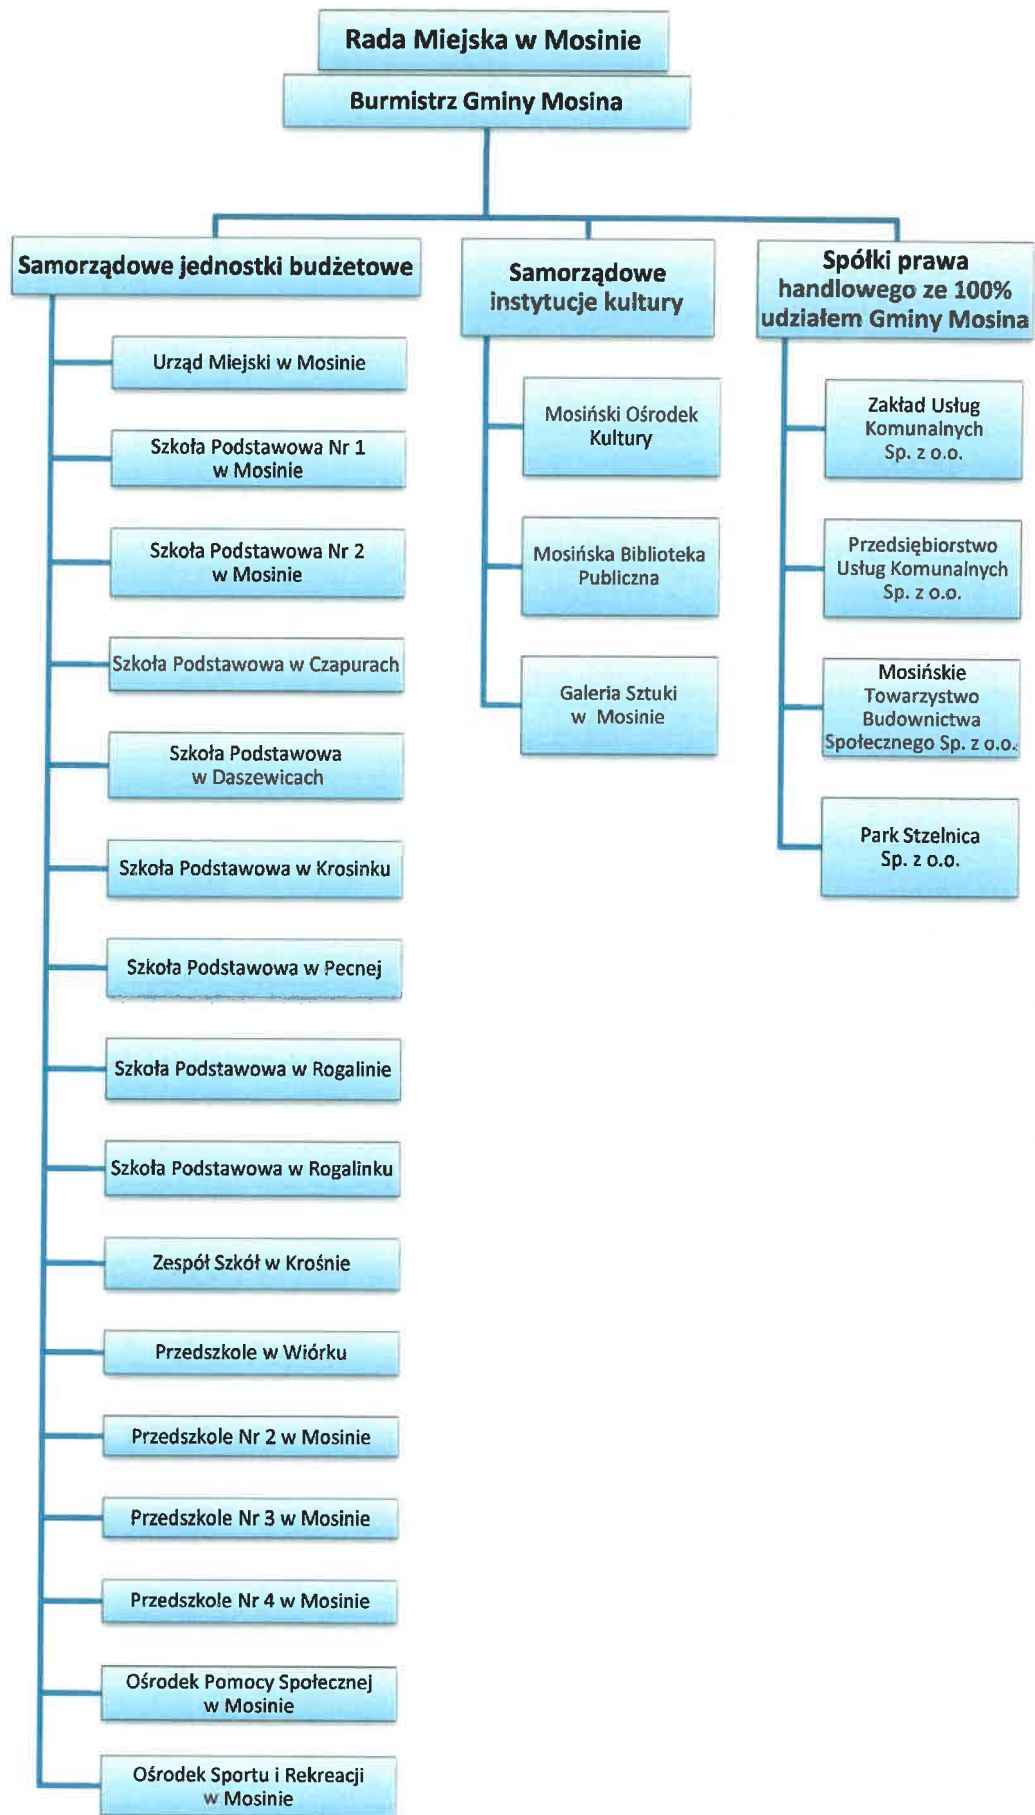 Rada Miejska w Mosinie
Burmistrz Gminy Mosina
Samorządowe jednostki budżetowe
Urząd Miejski w Mosinie
Szkoła Podstawowa Nr 1
w Mosinie
Szkoła Podstawowa Nr 2
w Mosinie
Szkoła Podstawowa w Czapurach
Szkoła Podstawowa
w Daszewicach
Szkoła Podstawowa w Krosinku
Szkoła Podstawowa w Pecnej
Szkoła Podstawowa w Rogalinie
Szkoła Podstawowa w Rogalinku
Zespół Szkół w Krośnie
Przedszkole w Wiórku
Przedszkole Nr 2 w Mosinie
Przedszkole Nr 3 w Mosinie
Przedszkole Nr 4 w Mosinie
Ośrodek Pomocy Społecznej
w Mosinie
Ośrodek Sportu i Rekreacji
w Mosinie
Samorządowe
instytucje kultury
Mosiński Ośrodek
Kultury
Mosińska Biblioteka
Publiczna
Galeria Sztuki
w Mosinie
Spółki prawa
handlowego ze 100%
udziałem Gminy Mosina
Zakład Usług
Komunalnych
Sp. z o.o.
Przedsiębiorstwo
Usług Komunalnych
Sp. z o.o.
Mosińskie
Towarzystwo
Budownictwa
Społecznego Sp. z o.o.
Park Stzelnica
Sp. z o.o.